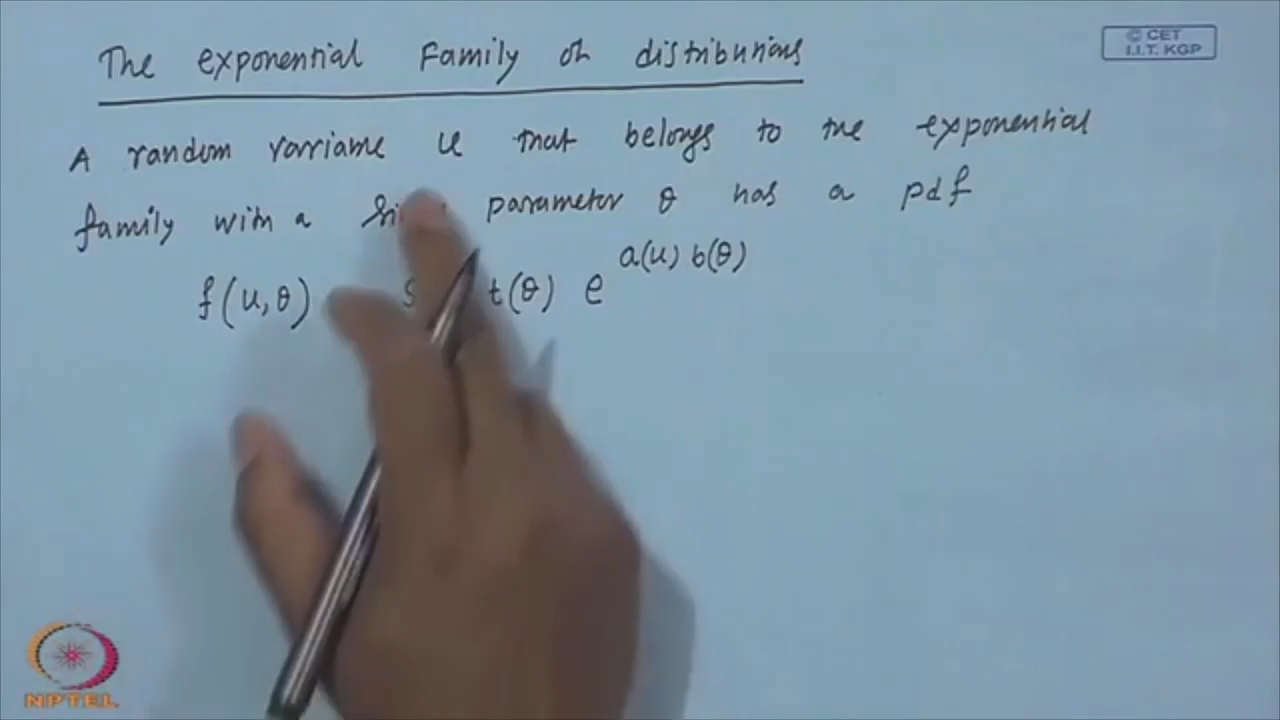 The exponential Family of distributions
© CET
I.I.T. KGP
A random variable u that belongs to the exponential
family with a parameter θ has a pdf
f(u,θ) s t(θ) e^{a(u) b(θ)}
NPTEL